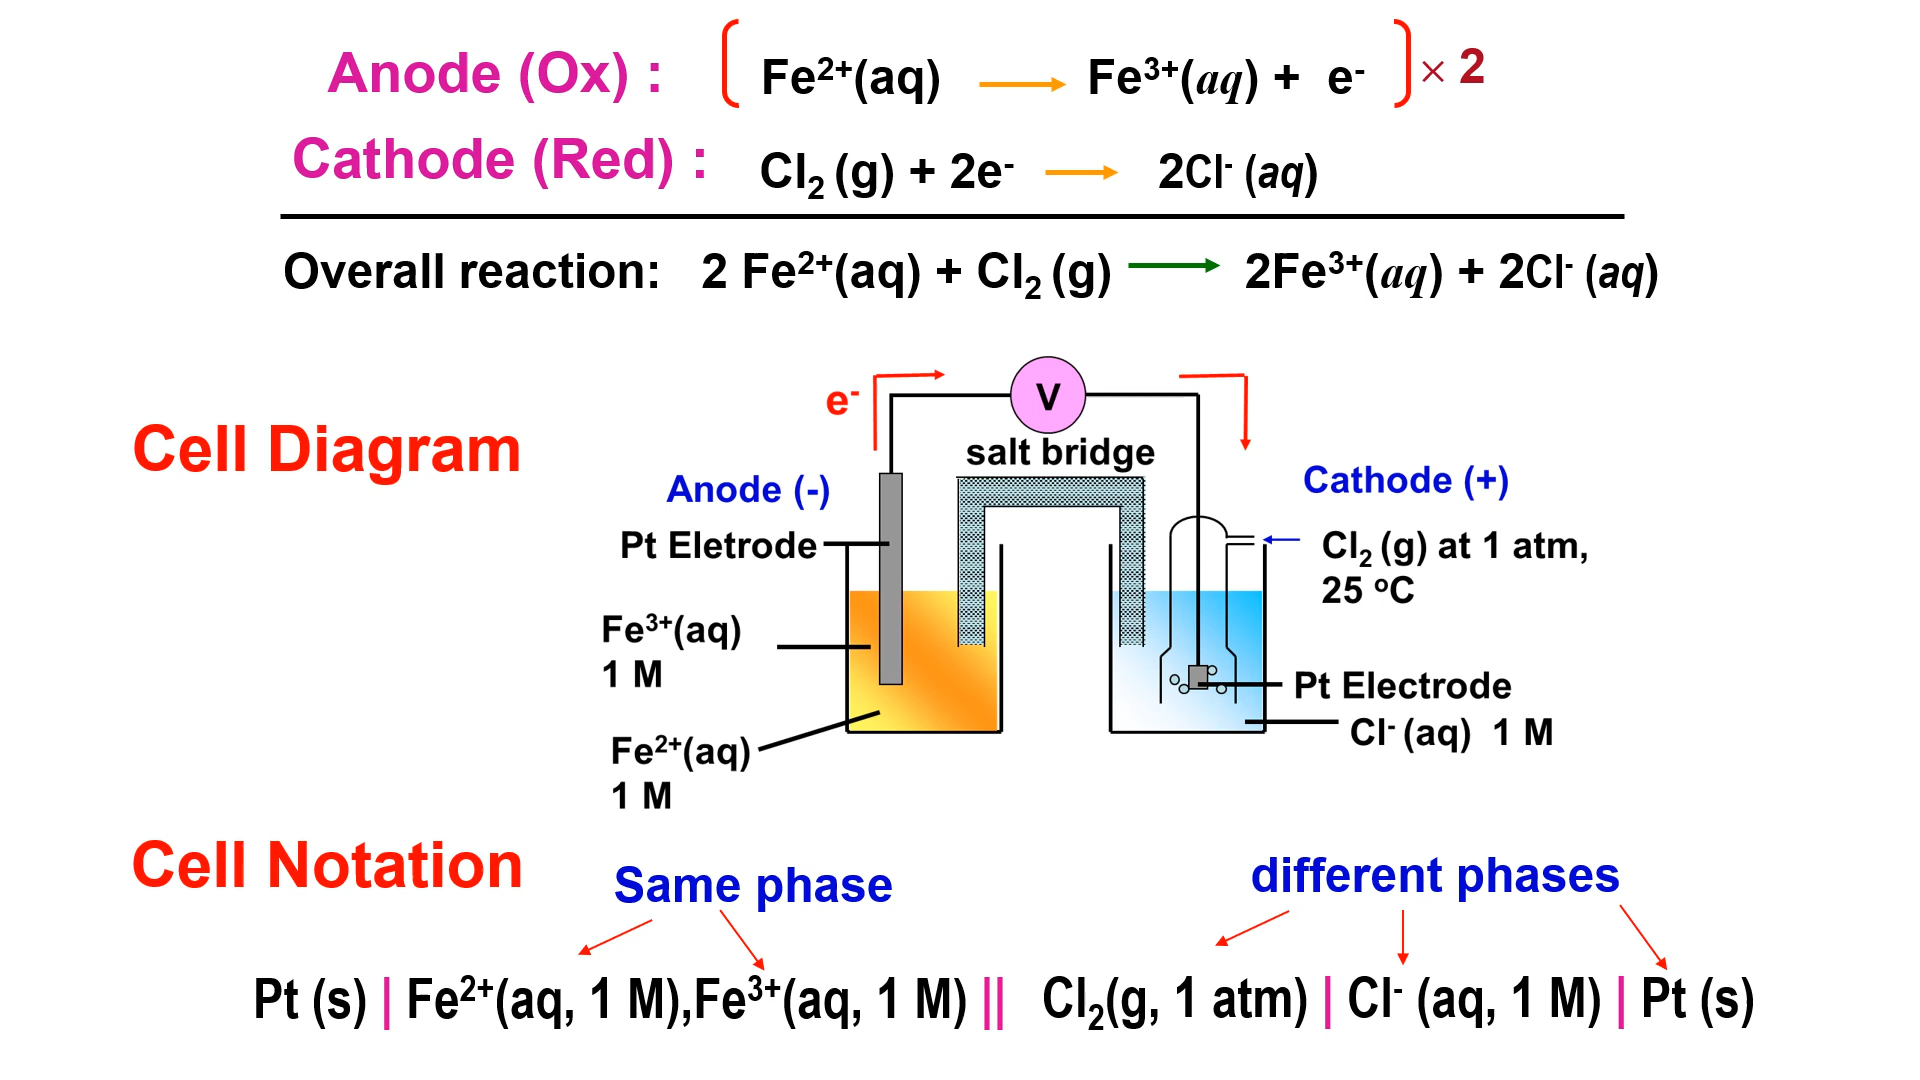 Anode (Ox) : [ Fe²⁺(aq) → Fe³⁺(aq) + e⁻ ] × 2
Cathode (Red) : Cl₂ (g) + 2e⁻ → 2Cl⁻ (aq)
Overall reaction: 2 Fe²⁺(aq) + Cl₂ (g) → 2Fe³⁺(aq) + 2Cl⁻ (aq)
Cell Diagram
e⁻
V
salt bridge
Anode (-)
Cathode (+)
Pt Eletrode
Cl₂ (g) at 1 atm,
25 ºC
Fe³⁺(aq)
1 M
Pt Electrode
Cl⁻ (aq) 1 M
Fe²⁺(aq)
1 M
Cell Notation
Same phase
different phases
Pt (s) | Fe²⁺(aq, 1 M),Fe³⁺(aq, 1 M) || Cl₂(g, 1 atm) | Cl⁻ (aq, 1 M) | Pt (s)